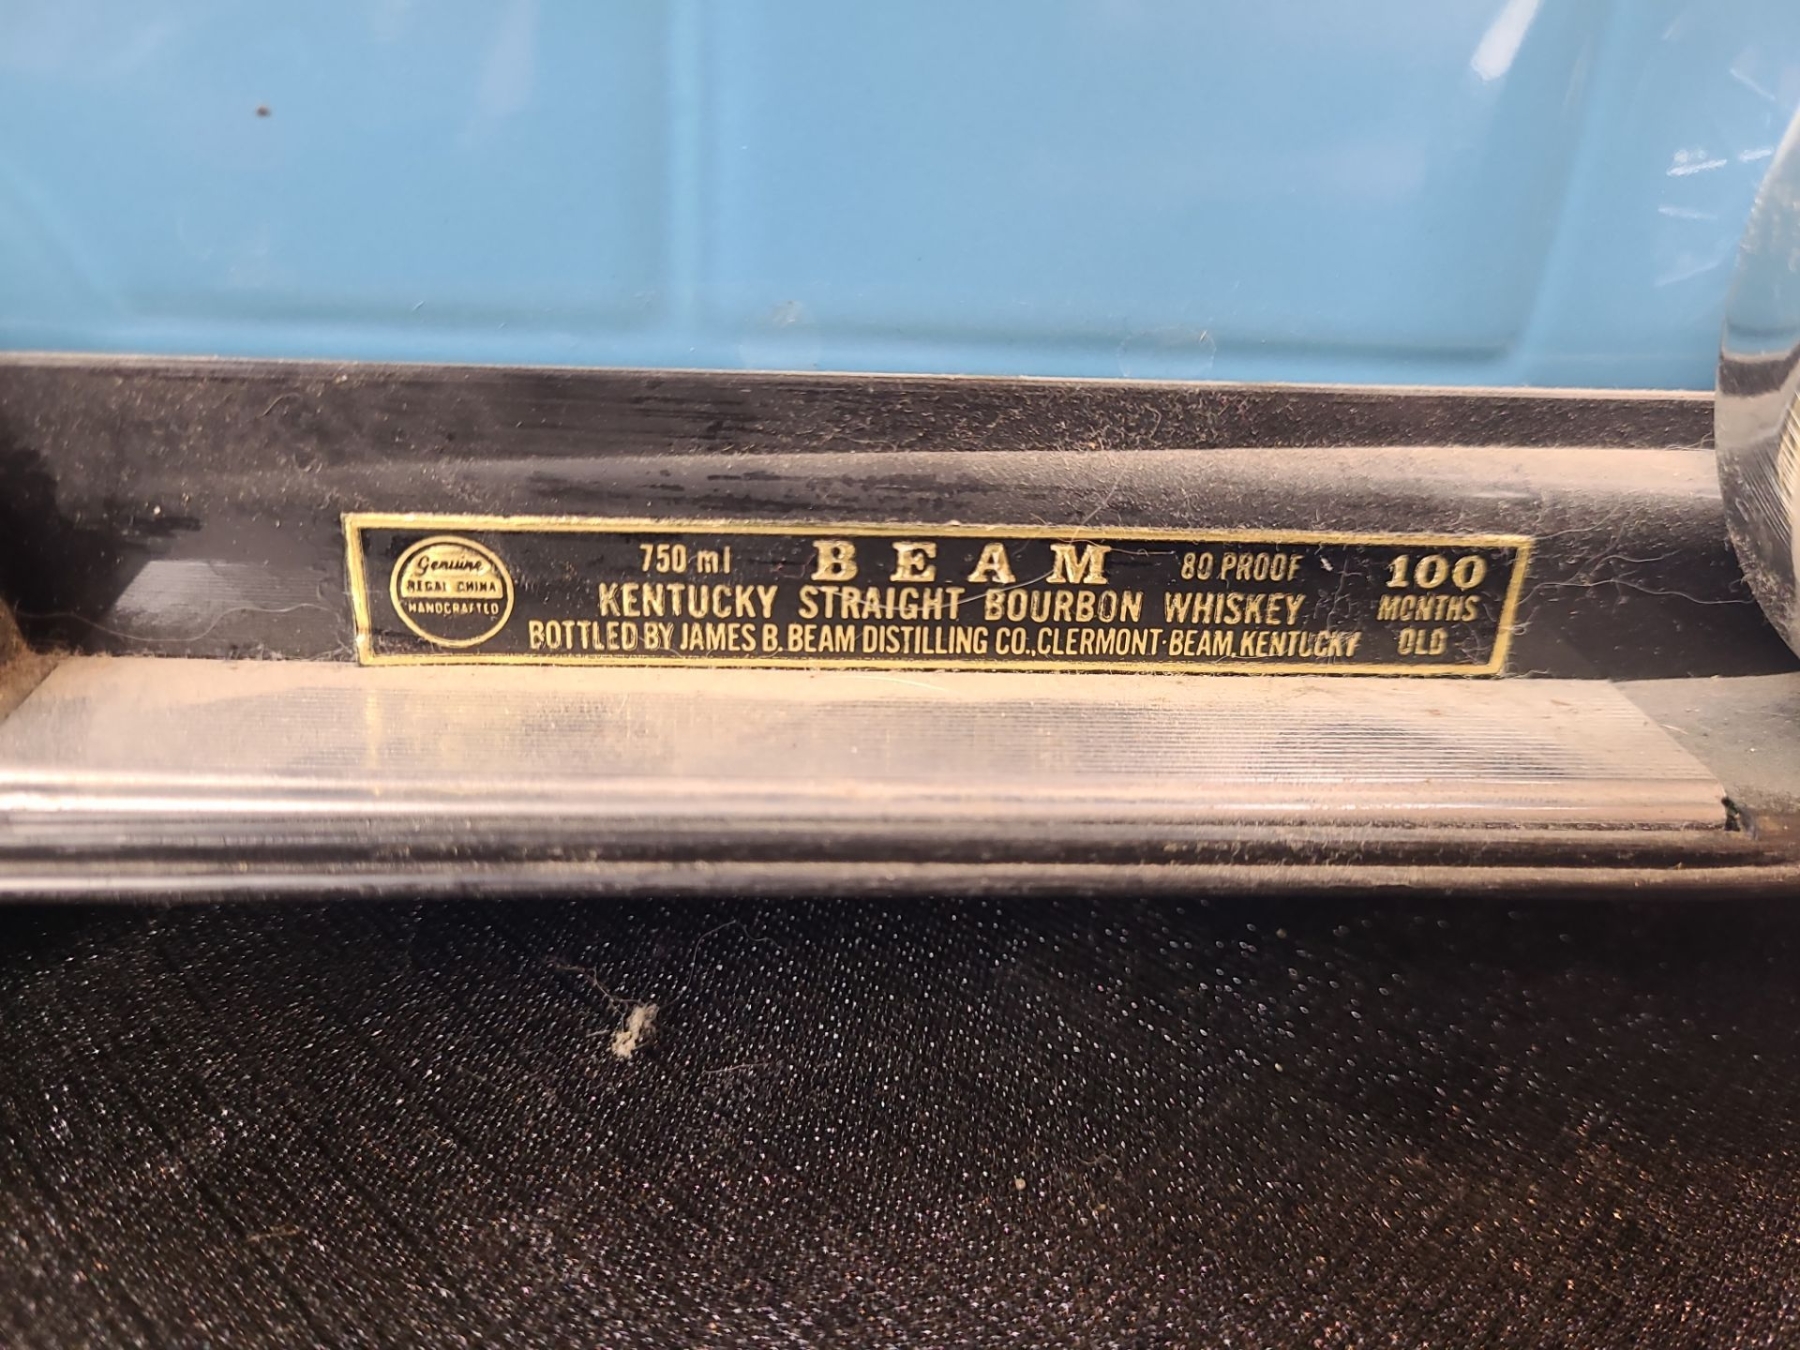 Genuine
REGAL CHINA
HANDCRAFTED
750 ml BEAM 80 PROOF
KENTUCKY STRAIGHT BOURBON WHISKEY
BOTTLED BY JAMES B. BEAM DISTILLING CO., CLERMONT·BEAM, KENTUCKY
100
MONTHS
OLD